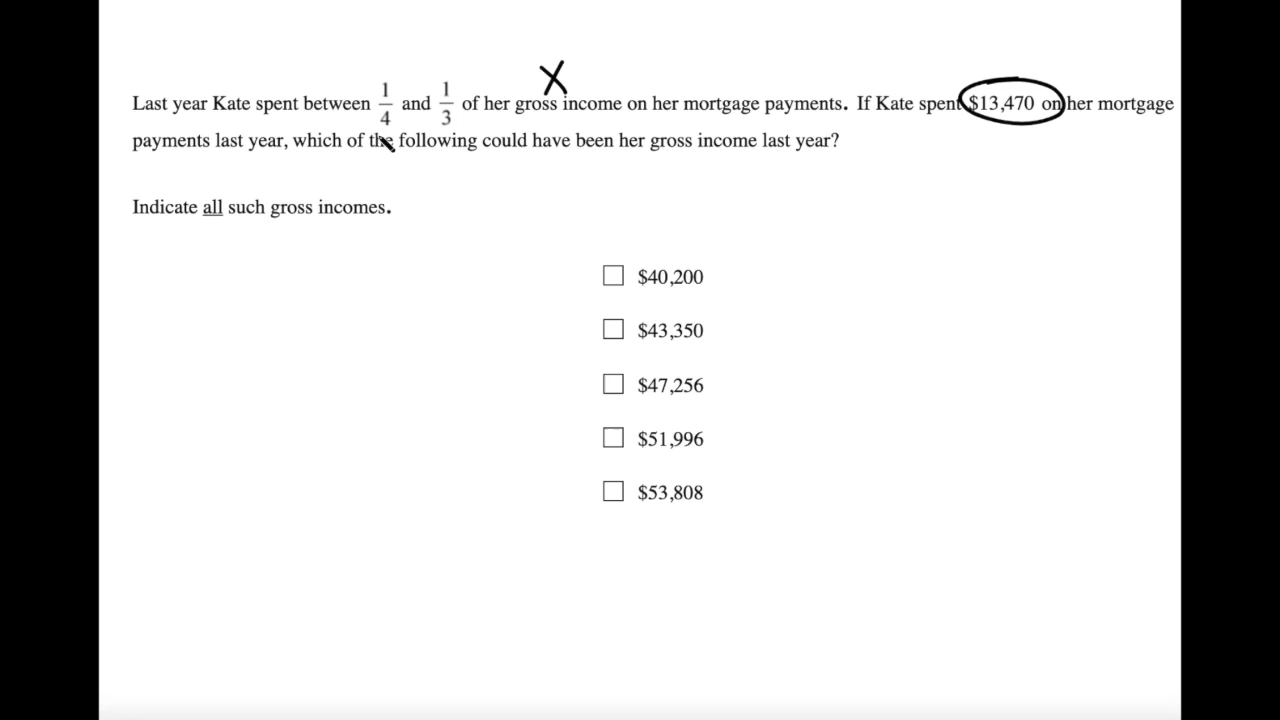 X
Last year Kate spent between 1/4 and 1/3 of her gross income on her mortgage payments. If Kate spent $13,470 on her mortgage
payments last year, which of the following could have been her gross income last year?
Indicate all such gross incomes.
$40,200
$43,350
$47,256
$51,996
$53,808